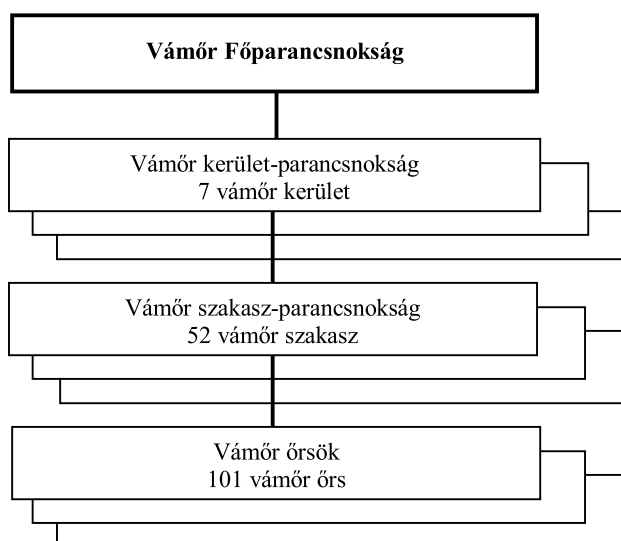 Vámőr Főparancsnokság
Vámőr kerület-parancsnokság
7 vámőr kerület
Vámőr szakasz-parancsnokság
52 vámőr szakasz
Vámőr őrsök
101 vámőr őrs